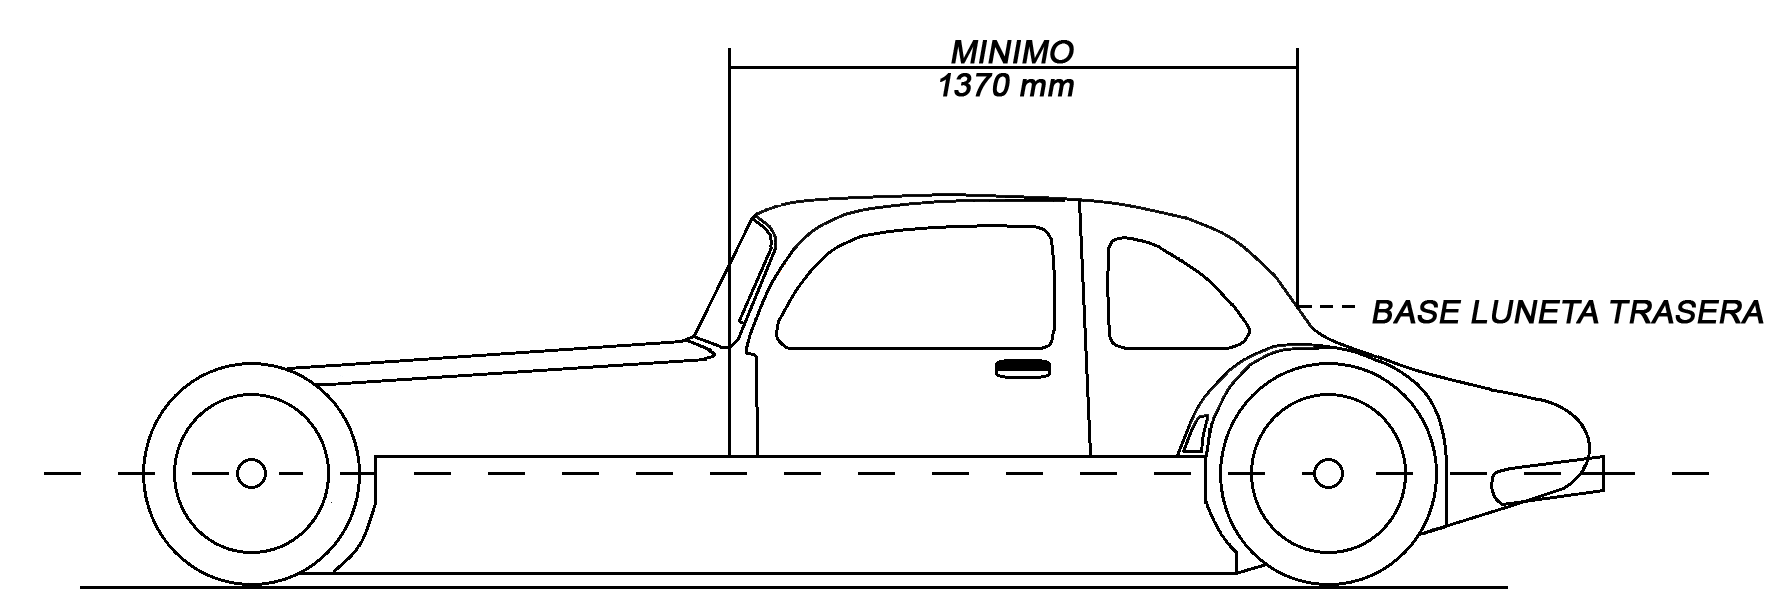 MINIMO
1370 mm
BASE LUNETA TRASERA